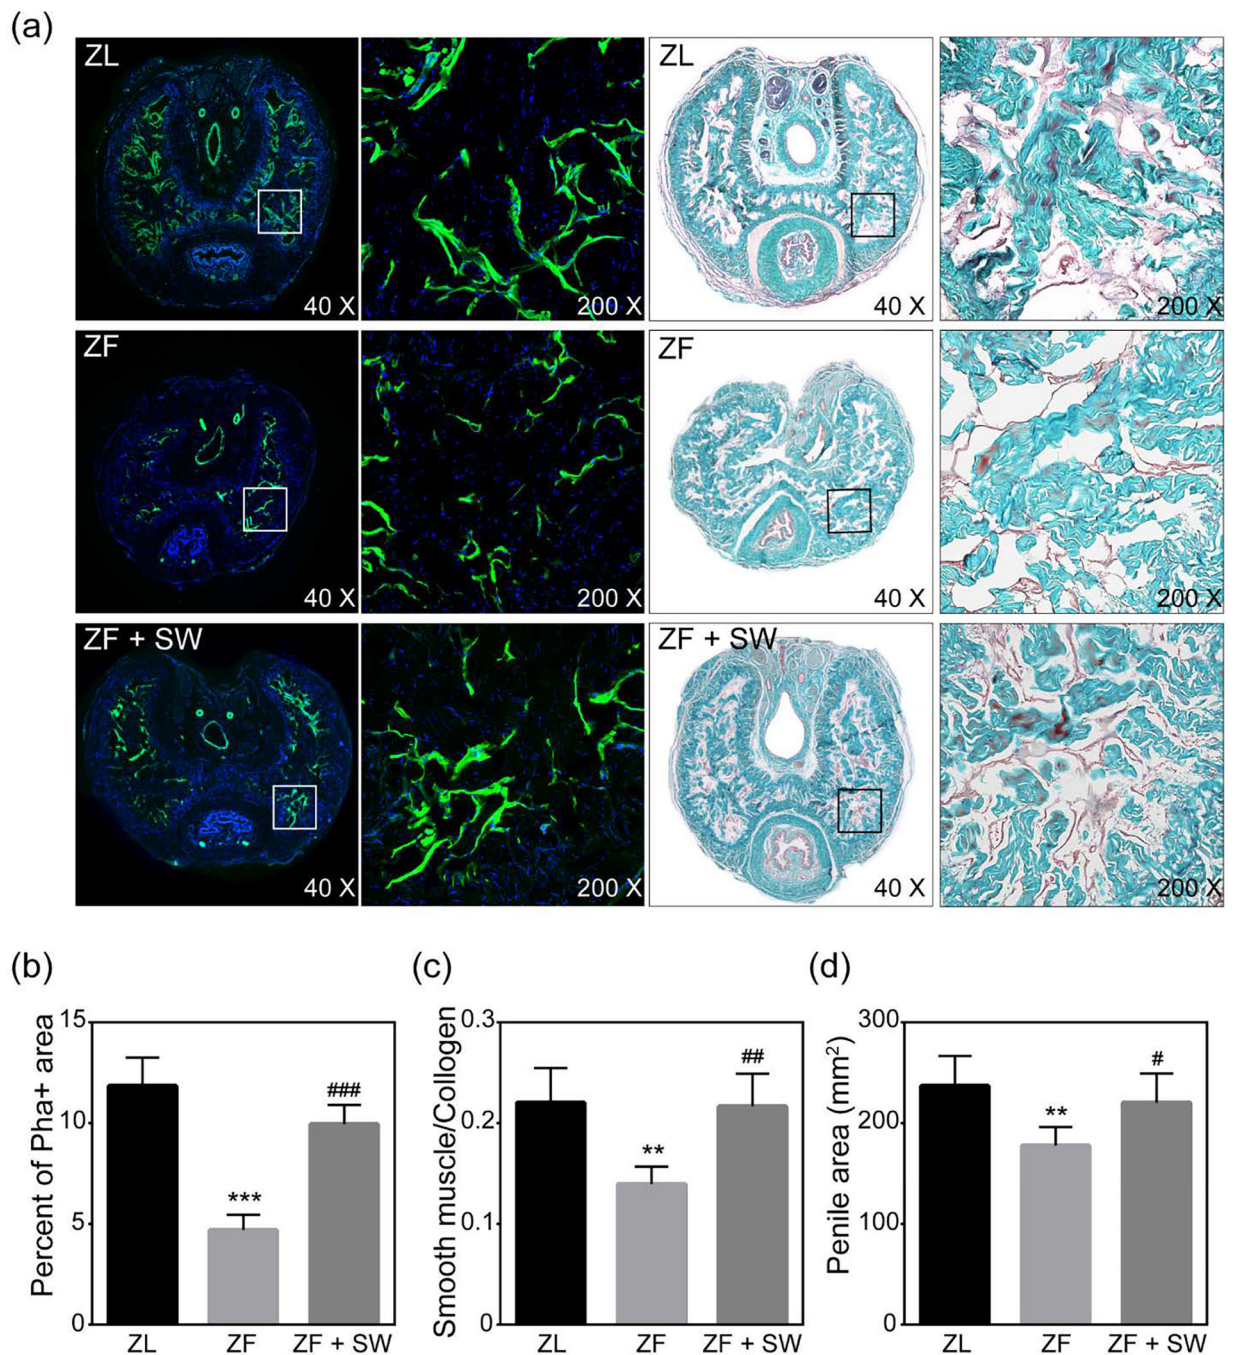 (a)
ZL
40 X
200 X
ZL
40 X
200 X
ZF
40 X
200 X
ZF
40 X
200 X
ZF + SW
40 X
200 X
ZF + SW
40 X
200 X
(b)
Percent of Pha+ area
15
10
5
0
***
###
ZL
ZF
ZF + SW
(c)
Smooth muscle/Collogen
0.3
0.2
0.1
0
**
##
ZL
ZF
ZF + SW
(d)
Penile area (mm²)
300
200
100
0
**
#
ZL
ZF
ZF + SW